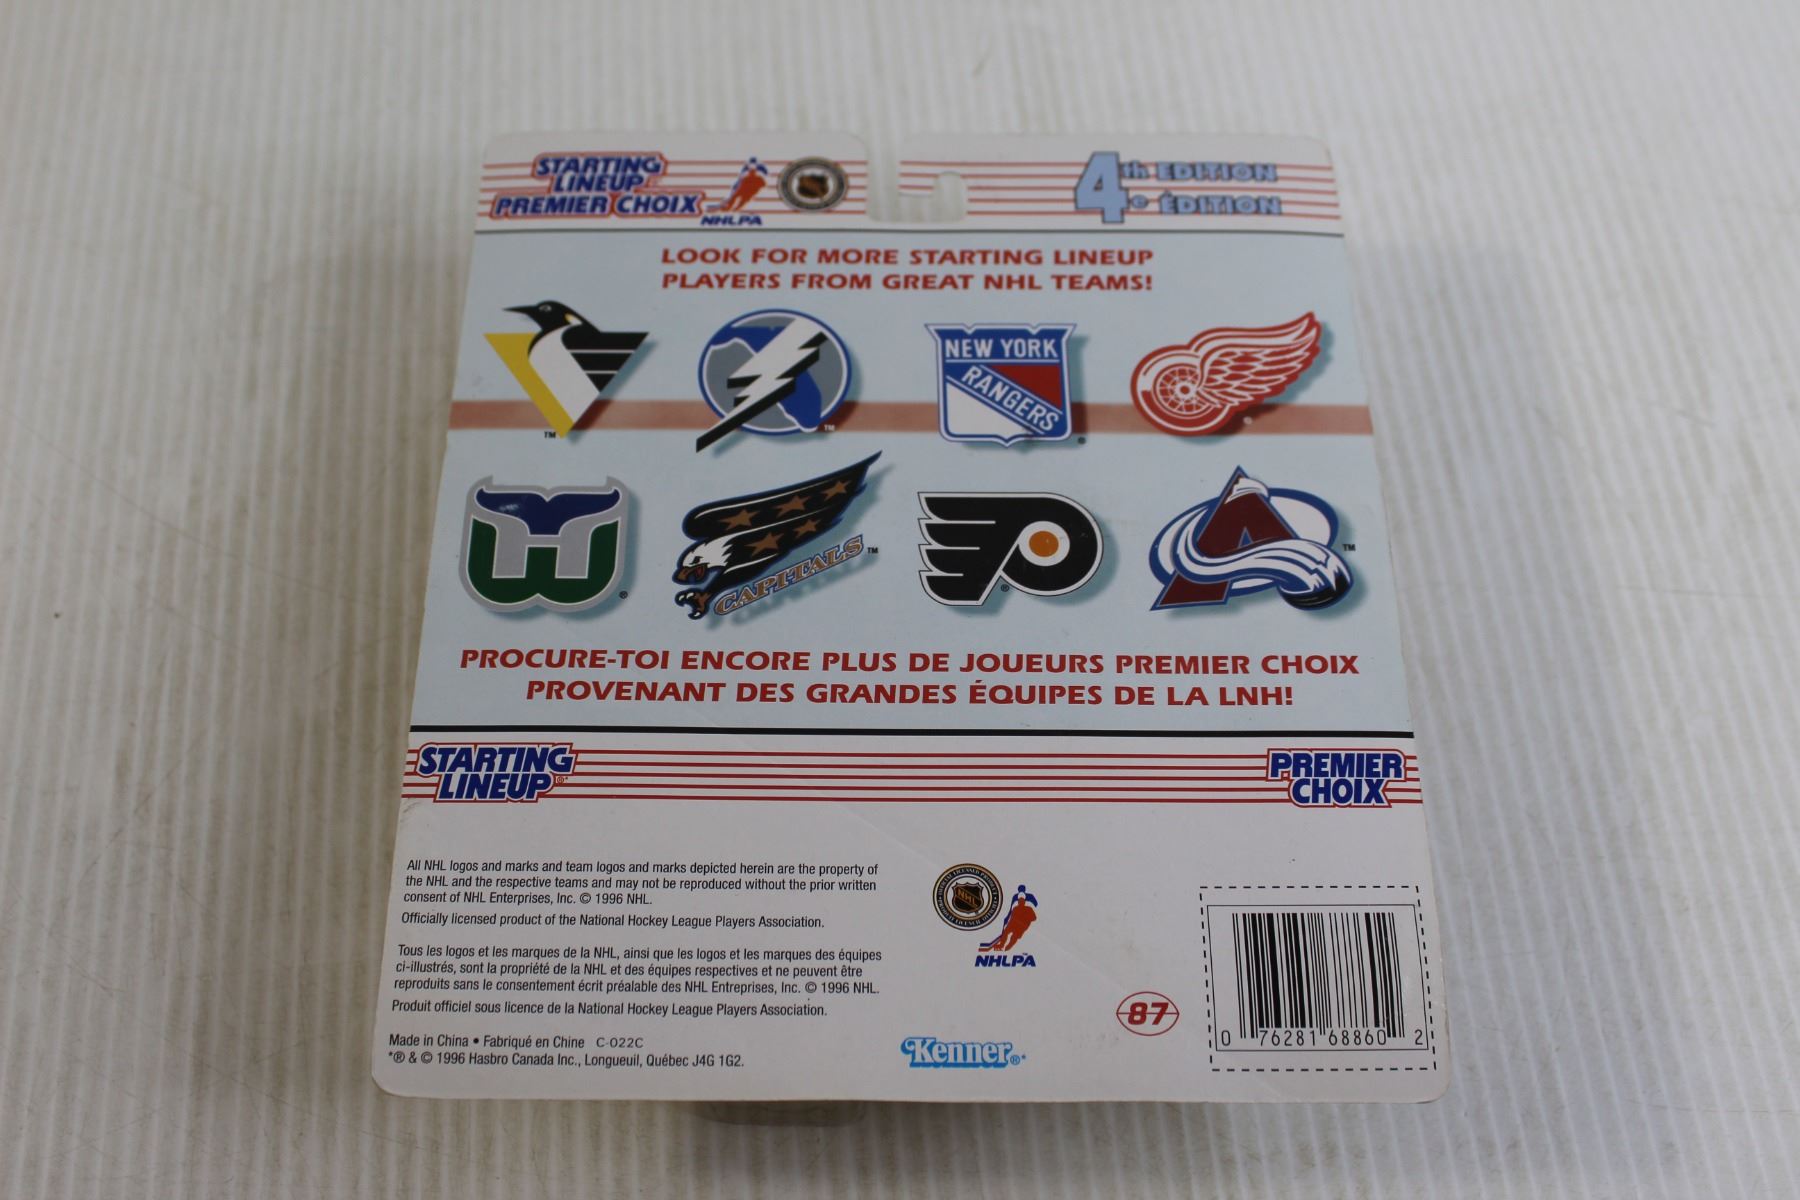 STARTING
LINEUP
PREMIER CHOIX
NHLPA
4th EDITION
4e ÉDITION
LOOK FOR MORE STARTING LINEUP
PLAYERS FROM GREAT NHL TEAMS!
TM
TM
NEW YORK
RANGERS
®
®
®
CAPITALS
TM
®
TM
PROCURE-TOI ENCORE PLUS DE JOUEURS PREMIER CHOIX
PROVENANT DES GRANDES ÉQUIPES DE LA LNH!
STARTING
LINEUP®*
PREMIER
CHOIX
All NHL logos and marks and team logos and marks depicted herein are the property of
the NHL and the respective teams and may not be reproduced without the prior written
consent of NHL Enterprises, Inc. © 1996 NHL.
Officially licensed product of the National Hockey League Players Association.
Tous les logos et les marques de la NHL, ainsi que les logos et les marques des équipes
ci-illustrés, sont la propriété de la NHL et des équipes respectives et ne peuvent être
reproduits sans le consentement écrit préalable des NHL Entreprises, Inc. © 1996 NHL.
Produit officiel sous licence de la National Hockey League Players Association.
Made in China • Fabriqué en Chine C-022C
*® & © 1996 Hasbro Canada Inc., Longueuil, Québec J4G 1G2.
NHL
NHLPA
Kenner®*
87
0 76281 68860 2